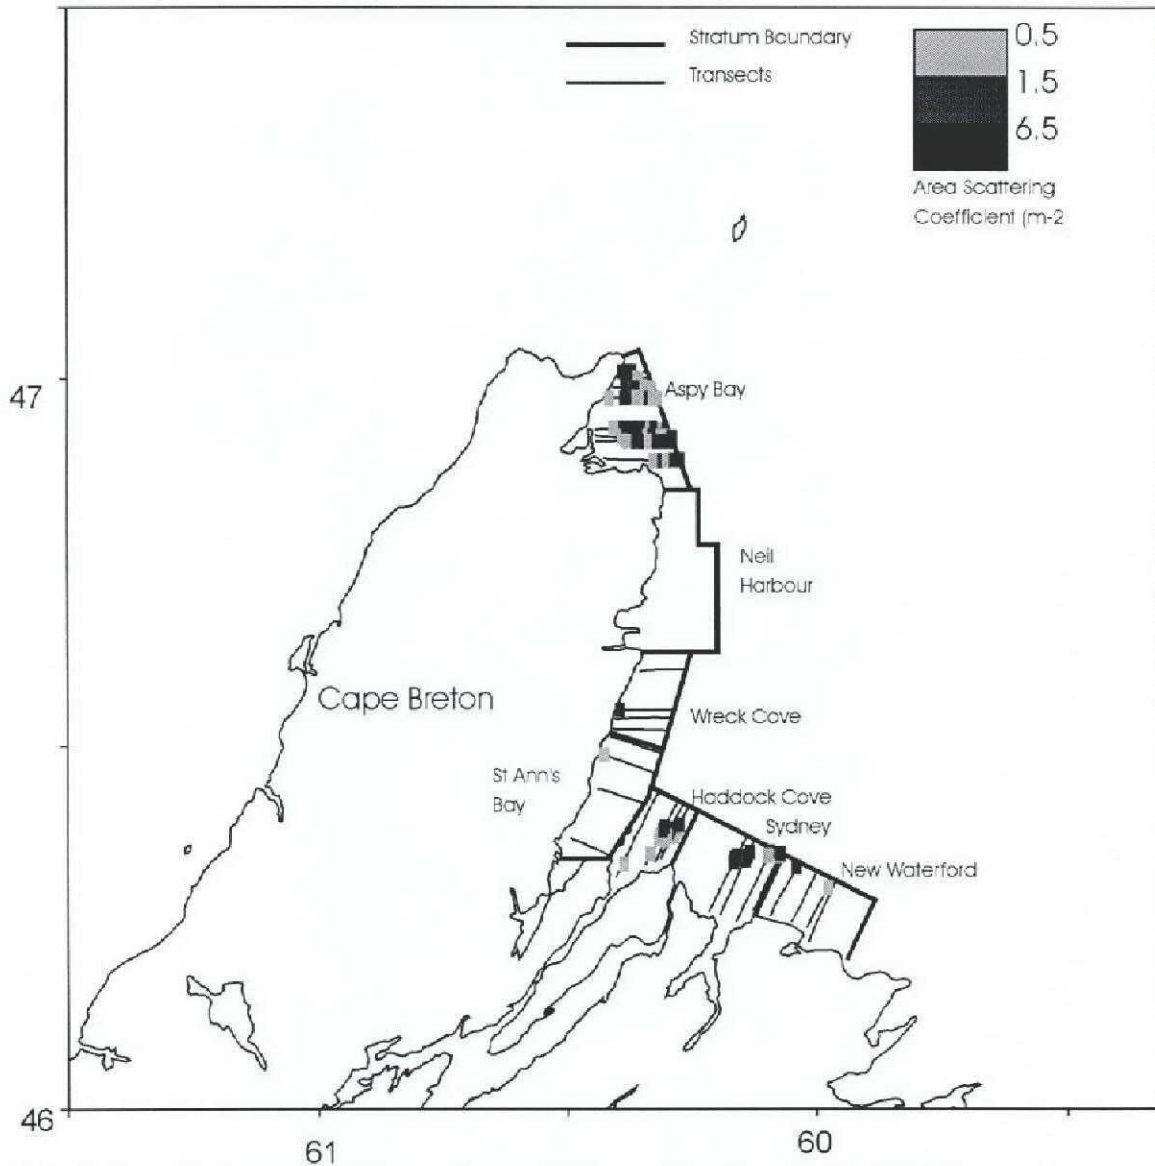 Stratum Boundary
Transects
0.5
1.5
6.5
Area Scattering
Coefficient (m-2
47
Aspy Bay
Neil
Harbour
Cape Breton
Wreck Cove
St Ann's
Bay
Haddock Cove
Sydney
New Waterford
46
61
60